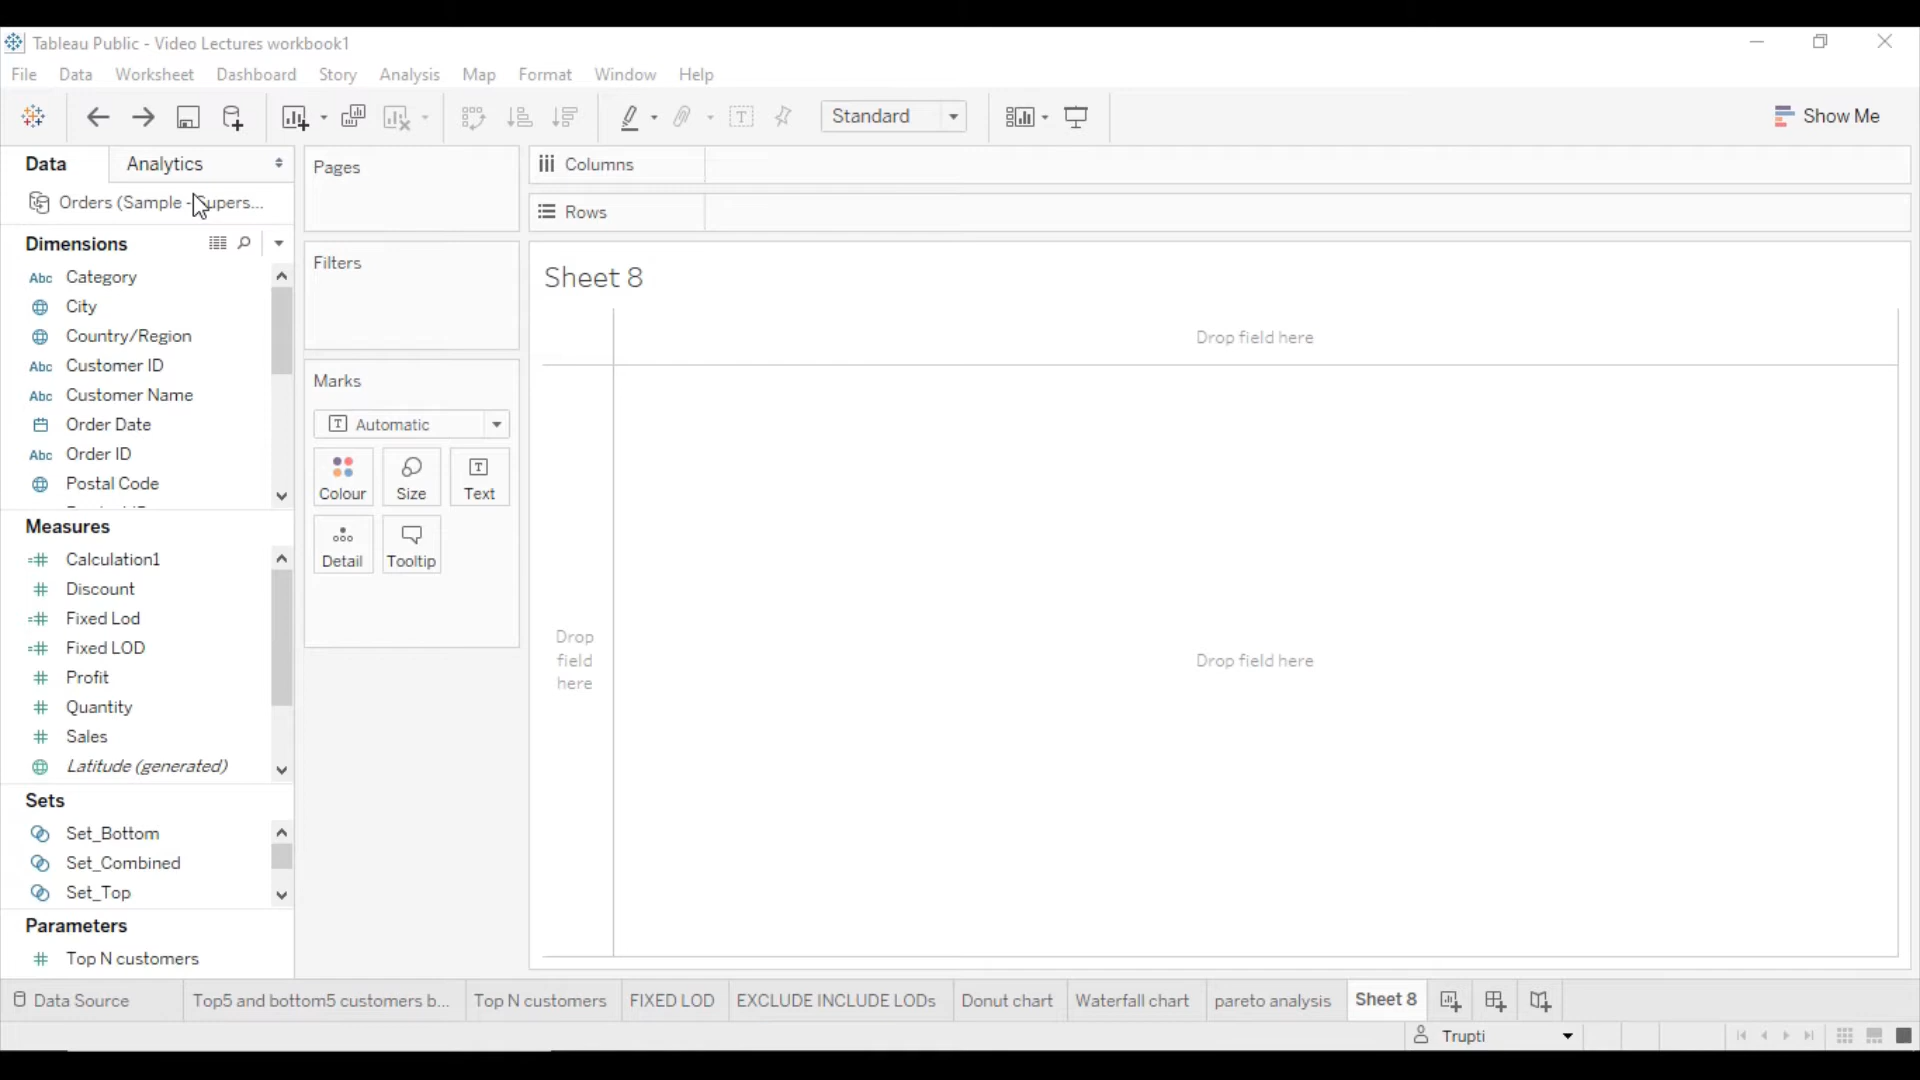 Tableau Public - Video Lectures workbook1
File Data Worksheet Dashboard Story Analysis Map Format Window Help
Standard
Show Me
Data Analytics
Orders (Sample - Supers...
Dimensions
Abc Category
City
Country/Region
Abc Customer ID
Abc Customer Name
Order Date
Abc Order ID
Postal Code
Measures
=# Calculation1
# Discount
=# Fixed Lod
=# Fixed LOD
# Profit
# Quantity
# Sales
Latitude (generated)
Sets
Set_Bottom
Set_Combined
Set_Top
Parameters
# Top N customers
Pages
Filters
Marks
T Automatic
Colour Size T Text
Detail Tooltip
Columns
Rows
Sheet 8
Drop field here
Drop
field
here
Drop field here
Data Source Top5 and bottom5 customers b... Top N customers FIXED LOD EXCLUDE INCLUDE LODs Donut chart Waterfall chart pareto analysis Sheet 8
Trupti